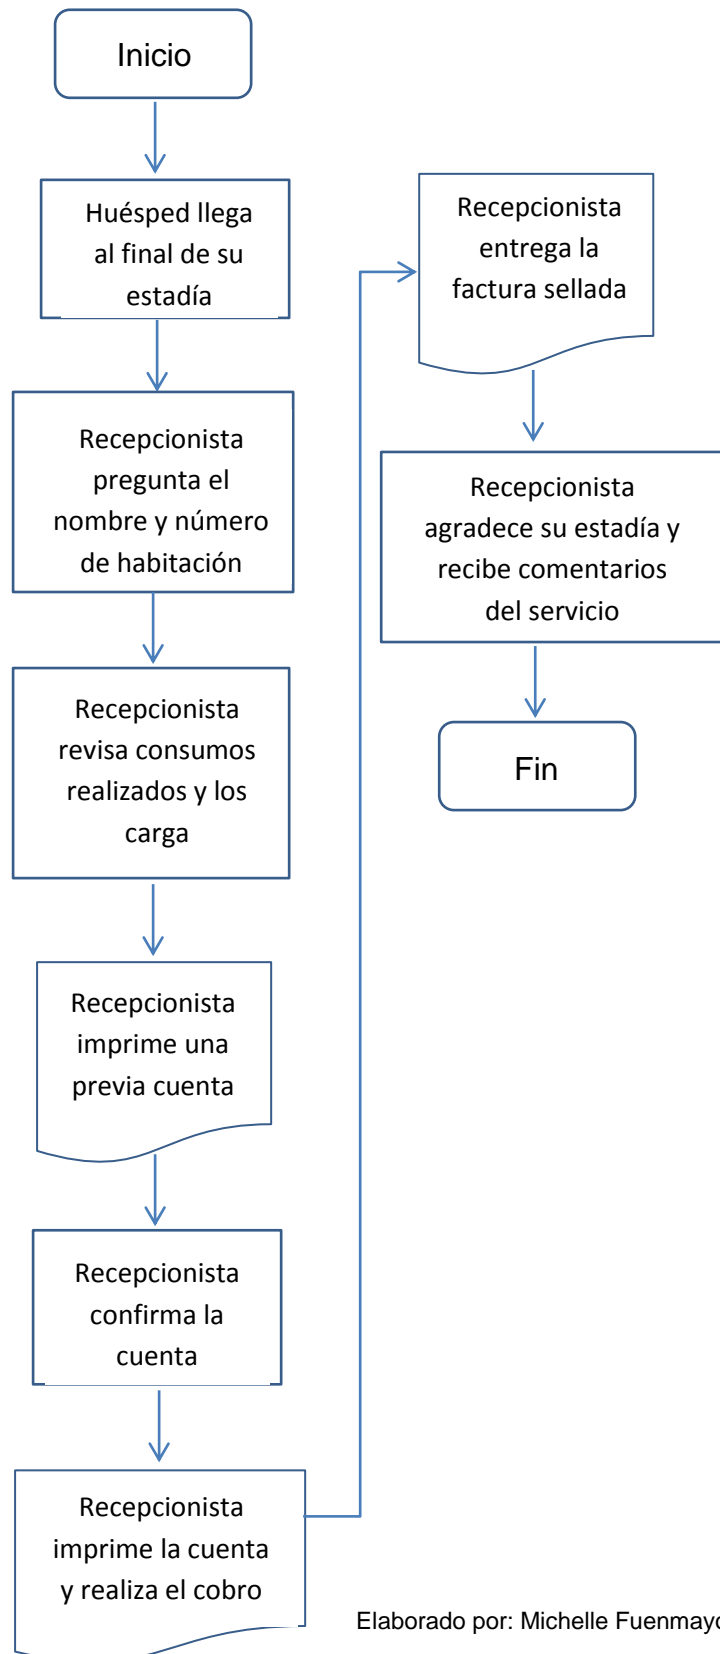 Inicio
Huésped llega
al final de su
estadía
Recepcionista
pregunta el
nombre y número
de habitación
Recepcionista
revisa consumos
realizados y los
carga
Recepcionista
imprime una
previa cuenta
Recepcionista
confirma la
cuenta
Recepcionista
imprime la cuenta
y realiza el cobro
Recepcionista
entrega la
factura sellada
Recepcionista
agradece su estadía y
recibe comentarios
del servicio
Fin
Elaborado por: Michelle